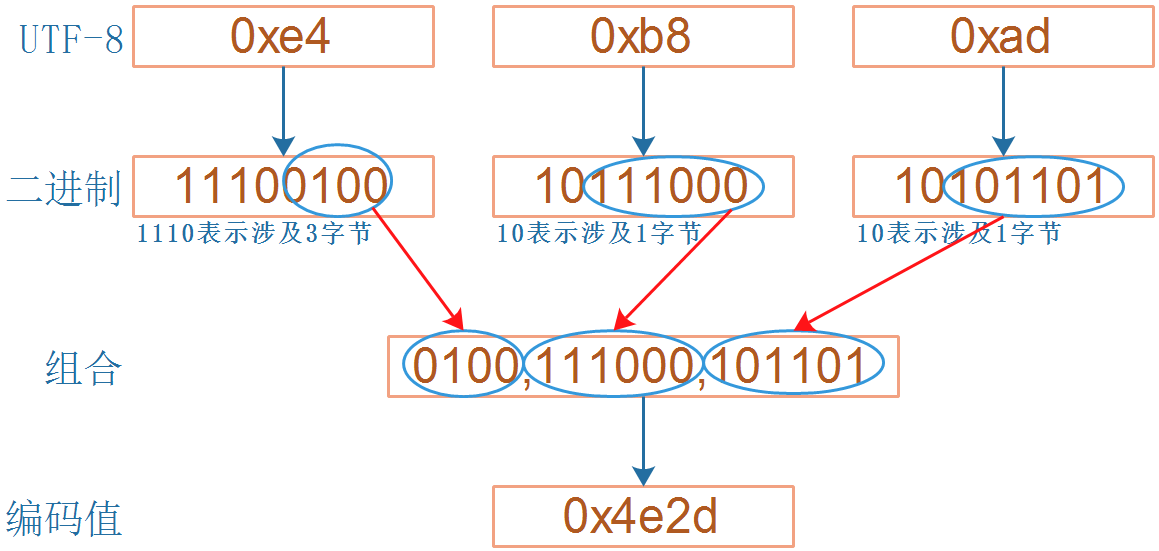 UTF-8 0xe4 0xb8 0xad
二进制 11100100 10111000 10101101
1110表示涉及3字节 10表示涉及1字节 10表示涉及1字节
组合 0100,111000,101101
编码值 0x4e2d